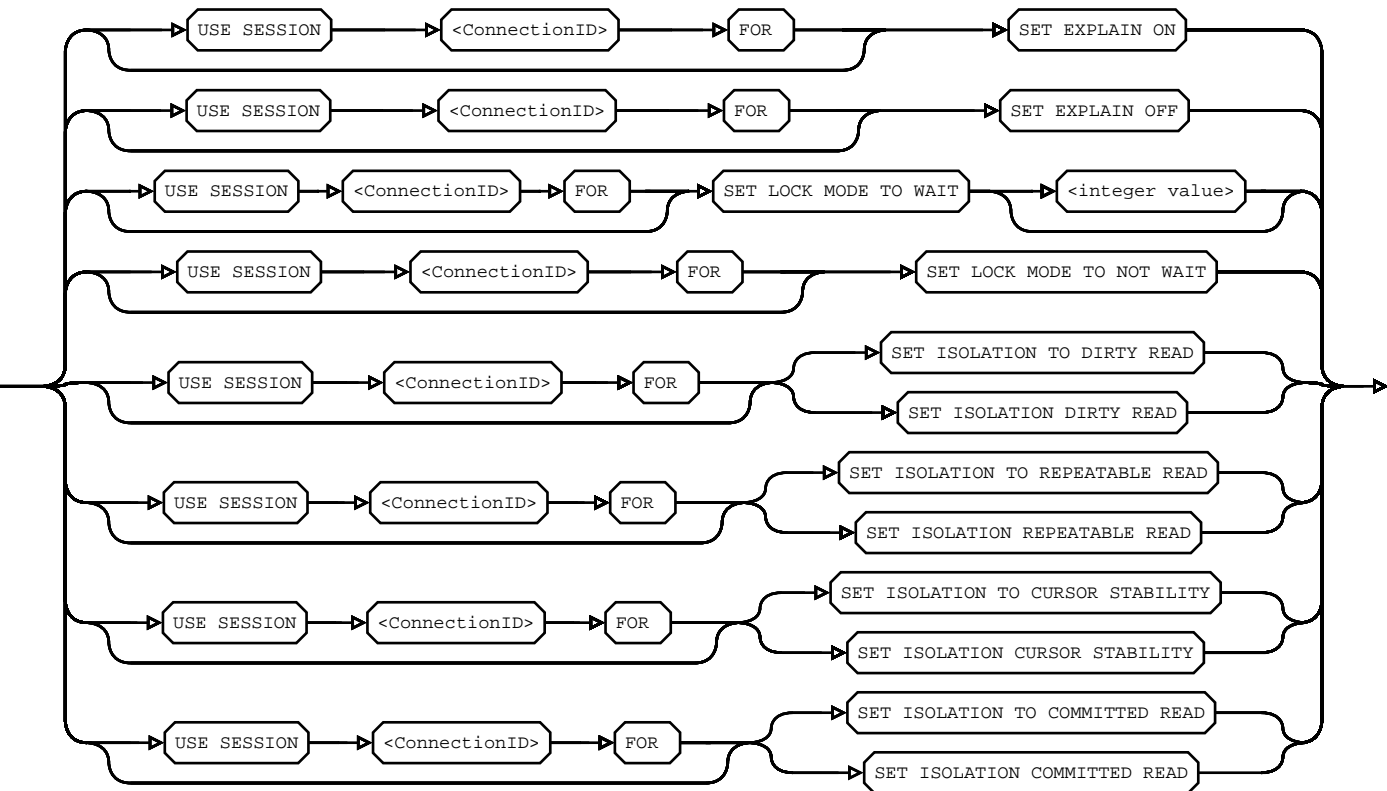 USE SESSION <ConnectionID> FOR SET EXPLAIN ON
USE SESSION <ConnectionID> FOR SET EXPLAIN OFF
USE SESSION <ConnectionID> FOR SET LOCK MODE TO WAIT <integer value>
USE SESSION <ConnectionID> FOR SET LOCK MODE TO NOT WAIT
SET ISOLATION TO DIRTY READ
USE SESSION <ConnectionID> FOR
SET ISOLATION DIRTY READ
SET ISOLATION TO REPEATABLE READ
USE SESSION <ConnectionID> FOR
SET ISOLATION REPEATABLE READ
SET ISOLATION TO CURSOR STABILITY
USE SESSION <ConnectionID> FOR
SET ISOLATION CURSOR STABILITY
SET ISOLATION TO COMMITTED READ
USE SESSION <ConnectionID> FOR
SET ISOLATION COMMITTED READ